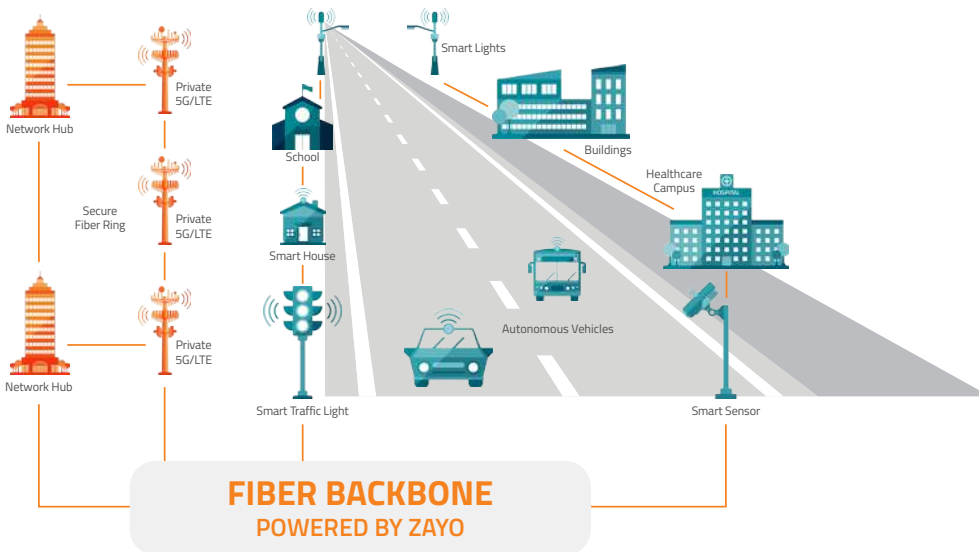 Smart Lights
Private
5G/LTE
Network Hub
Buildings
School
Healthcare
Campus
HOSPITAL
Secure
Fiber Ring
Private
5G/LTE
Smart House
Autonomous Vehicles
Private
5G/LTE
Network Hub
Smart Traffic Light
Smart Sensor
FIBER BACKBONE
POWERED BY ZAYO